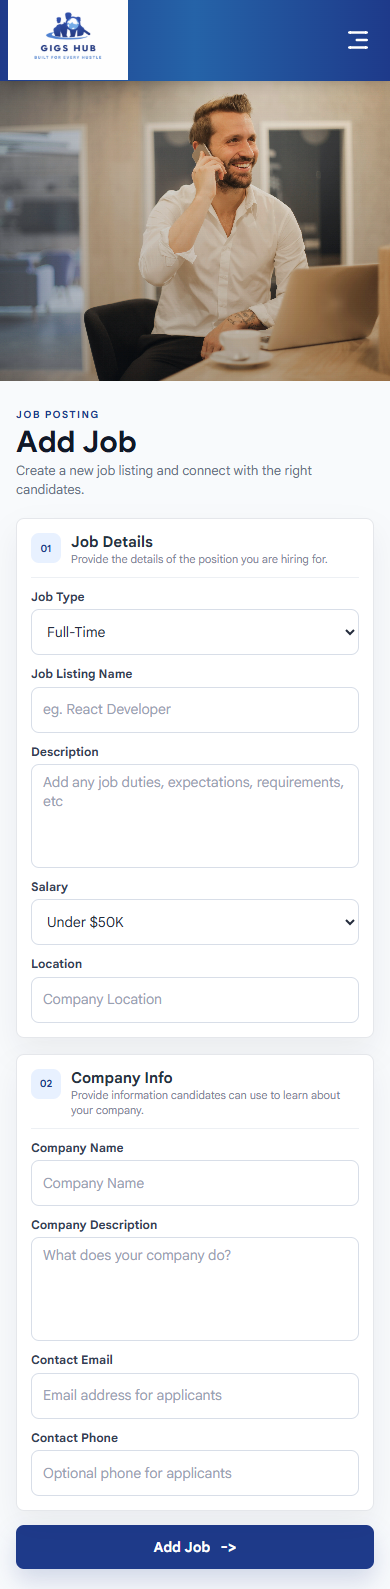 GIGS HUB
BUILT FOR EVERY HUSTLE
JOB POSTING
Add Job
Create a new job listing and connect with the right
candidates.
01
Job Details
Provide the details of the position you are hiring for.
Job Type
Full-Time
Job Listing Name
eg. React Developer
Description
Add any job duties, expectations, requirements,
etc
Salary
Under $50K
Location
Company Location
02
Company Info
Provide information candidates can use to learn about
your company.
Company Name
Company Name
Company Description
What does your company do?
Contact Email
Email address for applicants
Contact Phone
Optional phone for applicants
Add Job ->